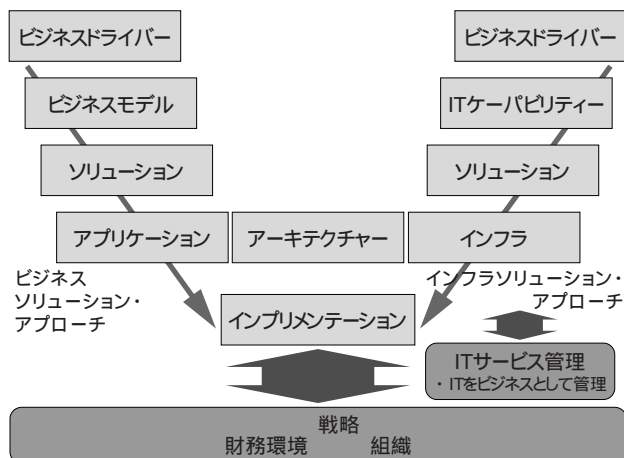 ビジネスドライバー
ビジネスドライバー
ビジネスモデル
ITケーパビリティー
ソリューション
ソリューション
アプリケーション
アーキテクチャー
インフラ
ビジネス
ソリューション・
アプローチ
インフラソリューション・
アプローチ
インプリメンテーション
ITサービス管理
・ITをビジネスとして管理
戦略
財務環境 組織